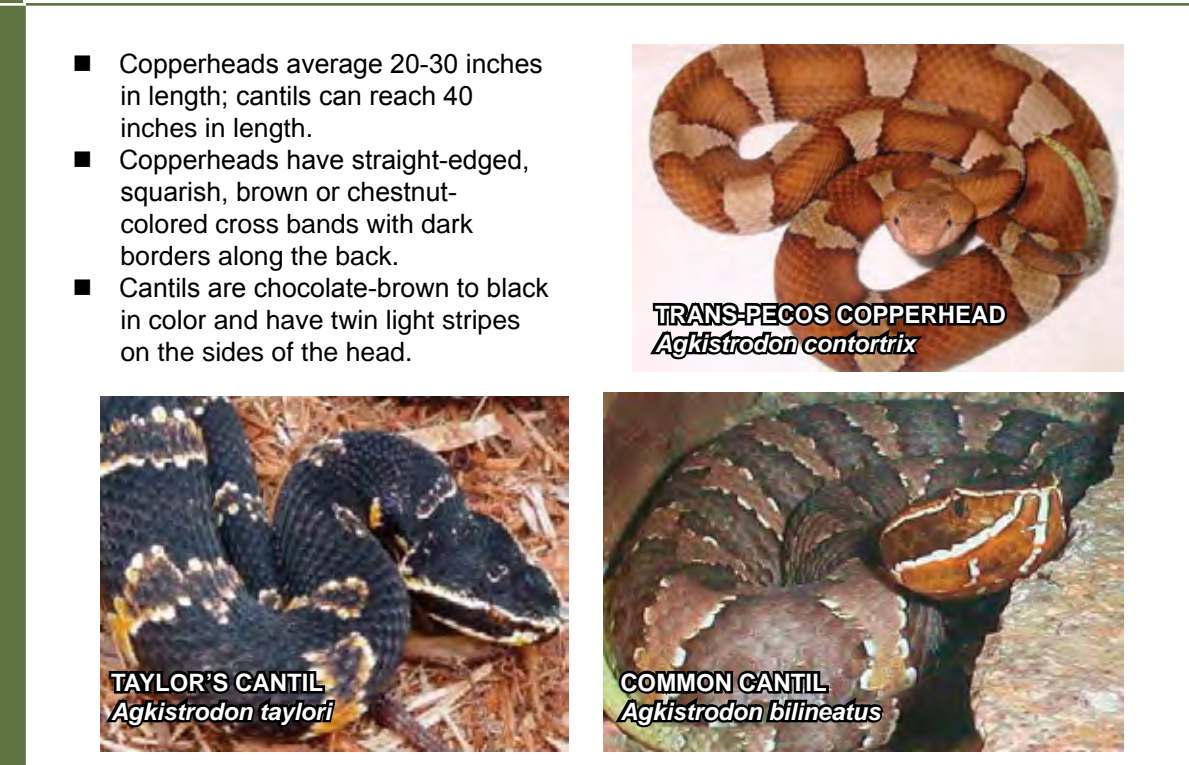 ■ Copperheads average 20-30 inches
in length; cantils can reach 40
inches in length.
■ Copperheads have straight-edged,
squarish, brown or chestnut-
colored cross bands with dark
borders along the back.
■ Cantils are chocolate-brown to black
in color and have twin light stripes
on the sides of the head.
TRANS-PECOS COPPERHEAD
Agkistrodon contortrix
TAYLOR'S CANTIL
Agkistrodon taylori
COMMON CANTIL
Agkistrodon bilineatus